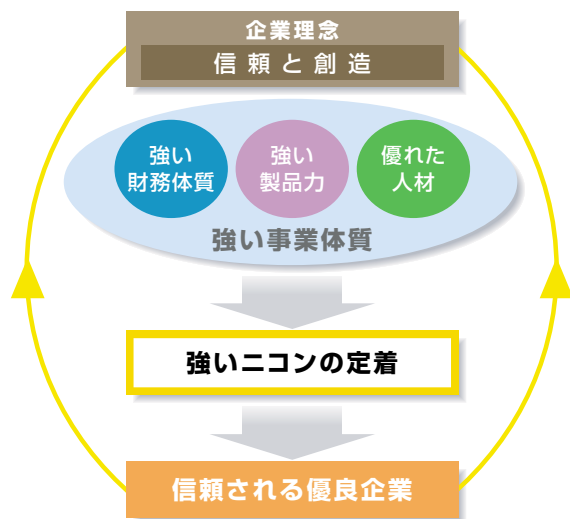 企業理念
信頼と創造
強い
財務体質
強い
製品力
優れた
人材
強い事業体質
強いニコンの定着
信頼される優良企業